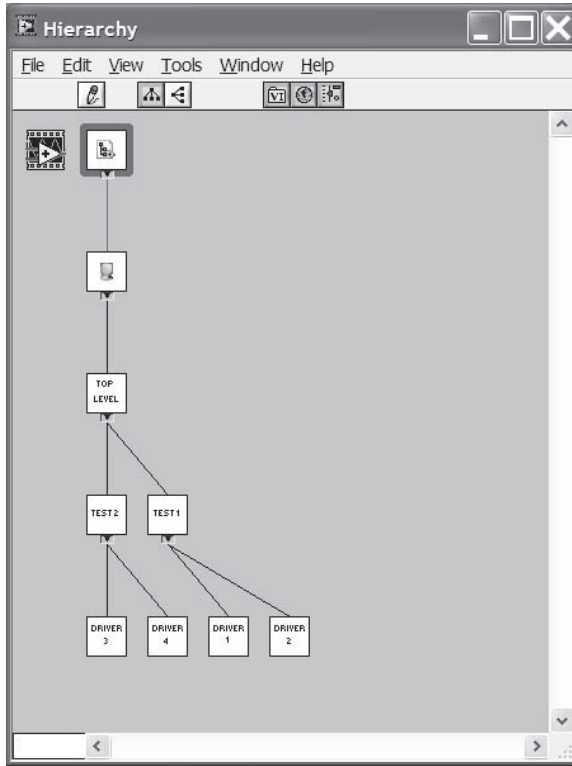 Hierarchy
File Edit View Tools Window Help
VI
TOP
LEVEL
TEST2 TEST1
DRIVER
3
DRIVER
4
DRIVER
1
DRIVER
2